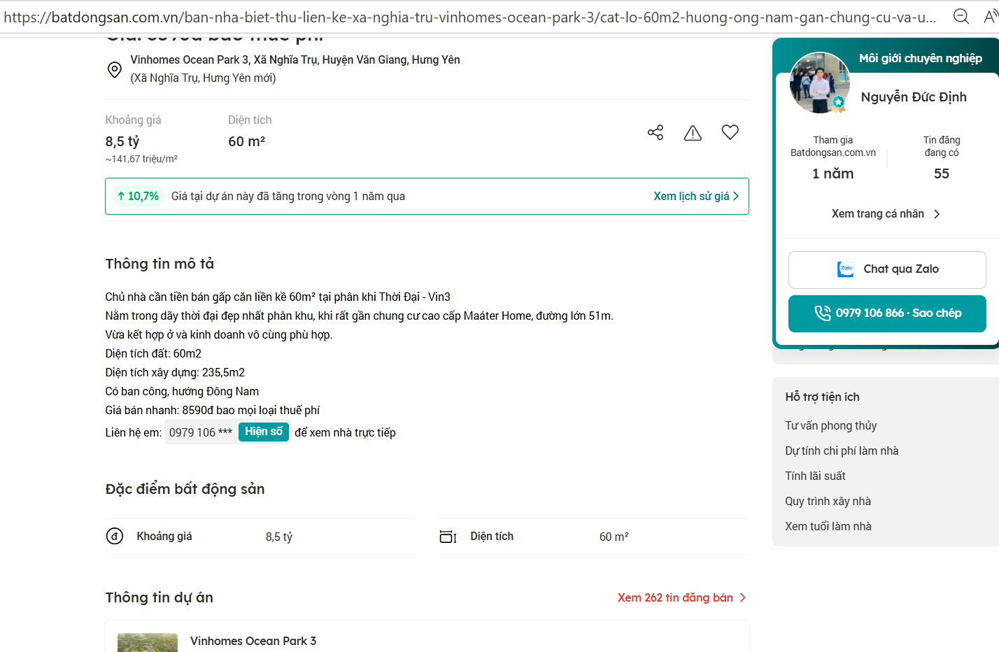 https://batdongsan.com.vn/ban-nha-biet-thu-lien-ke-xa-nghia-tru-vinhomes-ocean-park-3/cat-lo-60m2-huong-ong-nam-gan-chung-cu-va-u...
Vinhomes Ocean Park 3, Xã Nghĩa Trụ, Huyện Văn Giang, Hưng Yên
(Xã Nghĩa Trụ, Hưng Yên mới)
Khoảng giá
8,5 tỷ
~141,67 triệu/m²
Diện tích
60 m²
↑ 10,7% Giá tại dự án này đã tăng trong vòng 1 năm qua
Xem lịch sử giá
Thông tin mô tả
Chủ nhà cần tiền bán gấp căn liền kề 60m² tại phân khi Thời Đại - Vin3
Nằm trong dãy thời đại đẹp nhất phân khu, khi rất gần chung cư cao cấp Maáter Home, đường lớn 51m.
Vừa kết hợp ở và kinh doanh vô cùng phù hợp.
Diện tích đất: 60m2
Diện tích xây dựng: 235,5m2
Có ban công, hướng Đông Nam
Giá bán nhanh: 8590đ bao mọi loại thuế phí
Liên hệ em: 0979 106 *** Hiện số để xem nhà trực tiếp
Đặc điểm bất động sản
Khoảng giá 8,5 tỷ
Diện tích 60 m²
Thông tin dự án
Xem 262 tin đăng bán
Vinhomes Ocean Park 3
Môi giới chuyên nghiệp
Nguyễn Đức Định
Tham gia
Batdongsan.com.vn
1 năm
Tin đăng
đang có
55
Xem trang cá nhân
Zalo
Chat qua Zalo
0979 106 866 · Sao chép
Hỗ trợ tiện ích
Tư vấn phong thủy
Dự tính chi phí làm nhà
Tính lãi suất
Quy trình xây nhà
Xem tuổi làm nhà